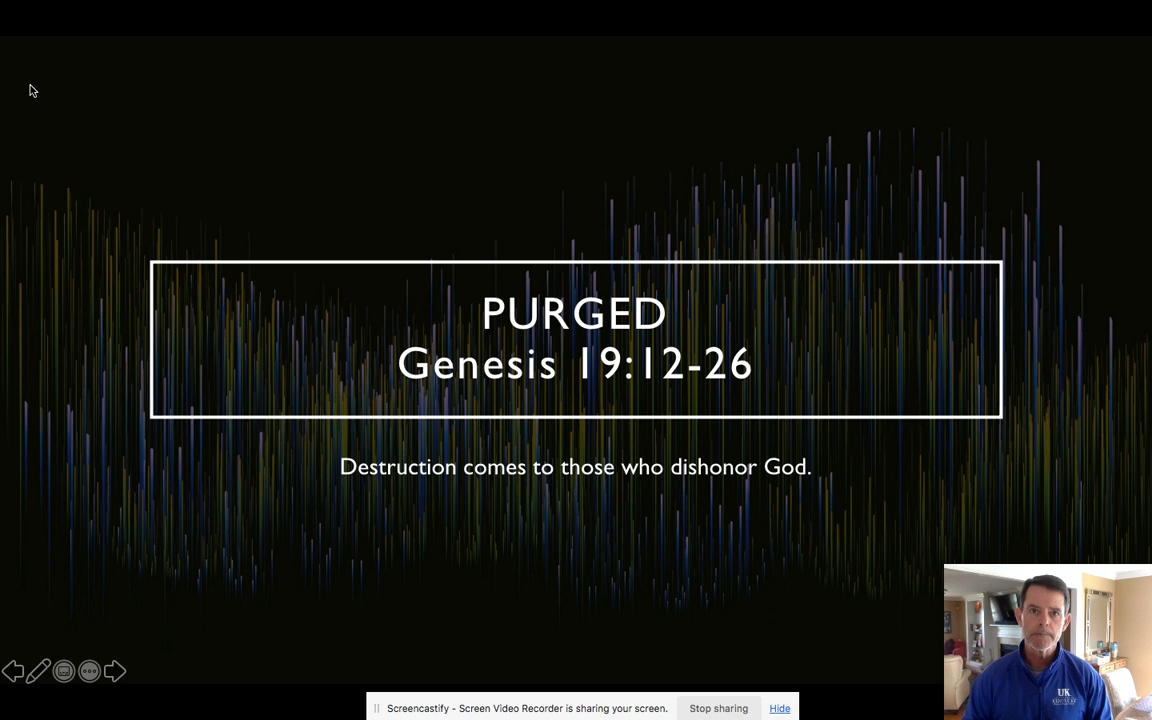 PURGED
Genesis 19:12-26
Destruction comes to those who dishonor God.
UK
Screencastify - Screen Video Recorder is sharing your screen. Stop sharing Hide